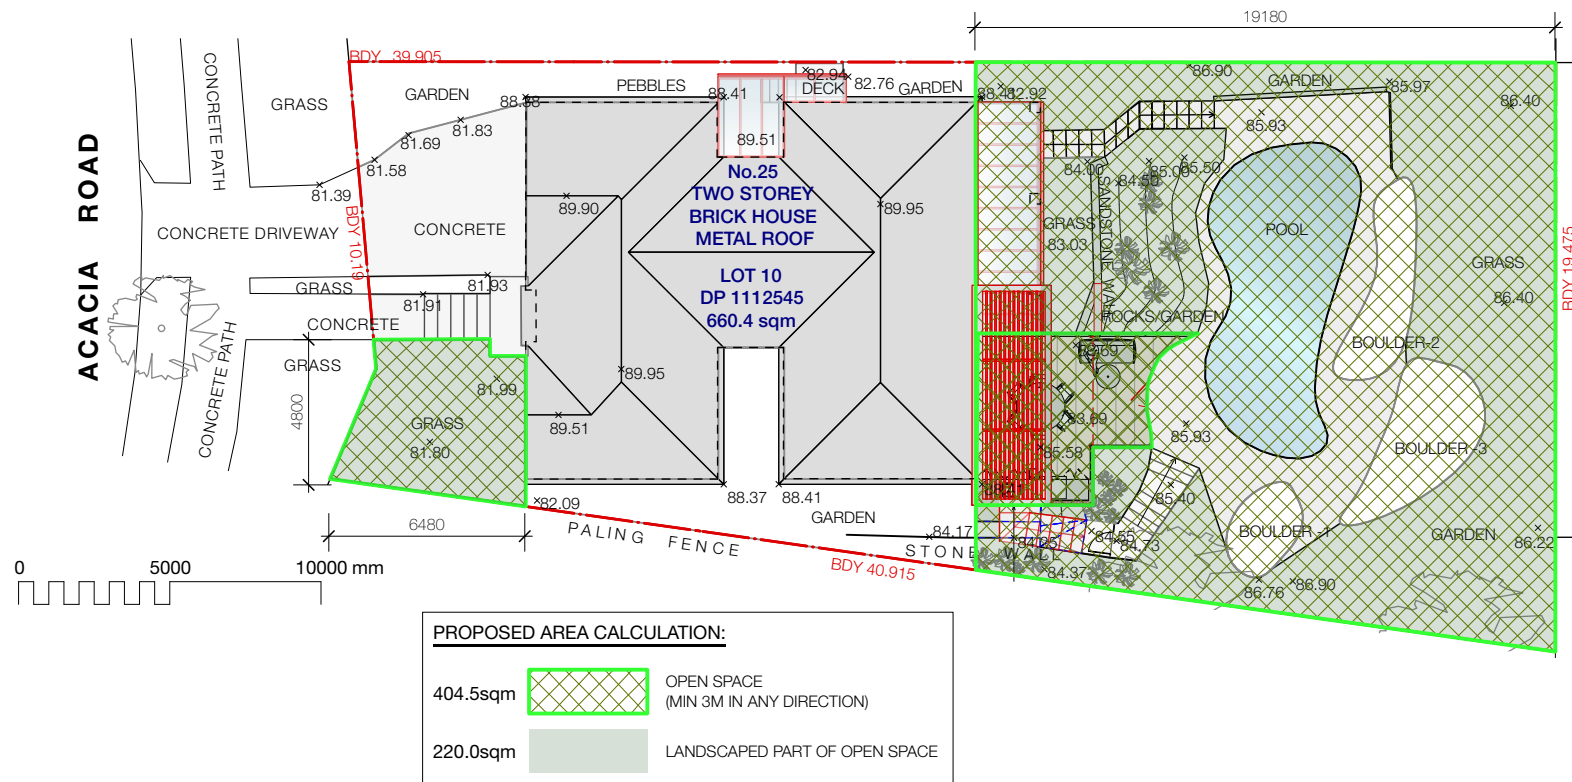 19180
BDY 39.905
86.90
82.94
DECK
82.76
GARDEN
GARDEN
85.97
CONCRETE PATH
GRASS
GARDEN
PEBBLES
88.38
88.41
88.41
82.92
86.40
81.83
81.69
85.93
89.51
81.58
ACACIA ROAD
81.39
No.25
TWO STOREY
BRICK HOUSE
METAL ROOF
84.00
84.50
85.00
85.50
89.90
89.95
SANDSTONE WALL
BDY 10.19
CONCRETE DRIVEWAY
CONCRETE
GRASS
83.03
POOL
GRASS
BDY 19.475
LOT 10
DP 1112545
660.4 sqm
81.93
GRASS
81.91
86.40
CONCRETE
ROCKS/GARDEN
CONCRETE PATH
GRASS
BOULDER-2
89.95
81.99
4800
GRASS
81.80
89.51
83.69
85.93
85.58
BOULDER -3
82.09
88.37
88.41
88.41
85.40
6480
PALING FENCE
GARDEN
84.17
STONE WALL
84.25
84.55
84.73
BOULDER -1
GARDEN
86.22
BDY 40.915
84.37
86.76
86.90
0
5000
10000 mm
PROPOSED AREA CALCULATION:
404.5sqm
OPEN SPACE
(MIN 3M IN ANY DIRECTION)
220.0sqm
LANDSCAPED PART OF OPEN SPACE